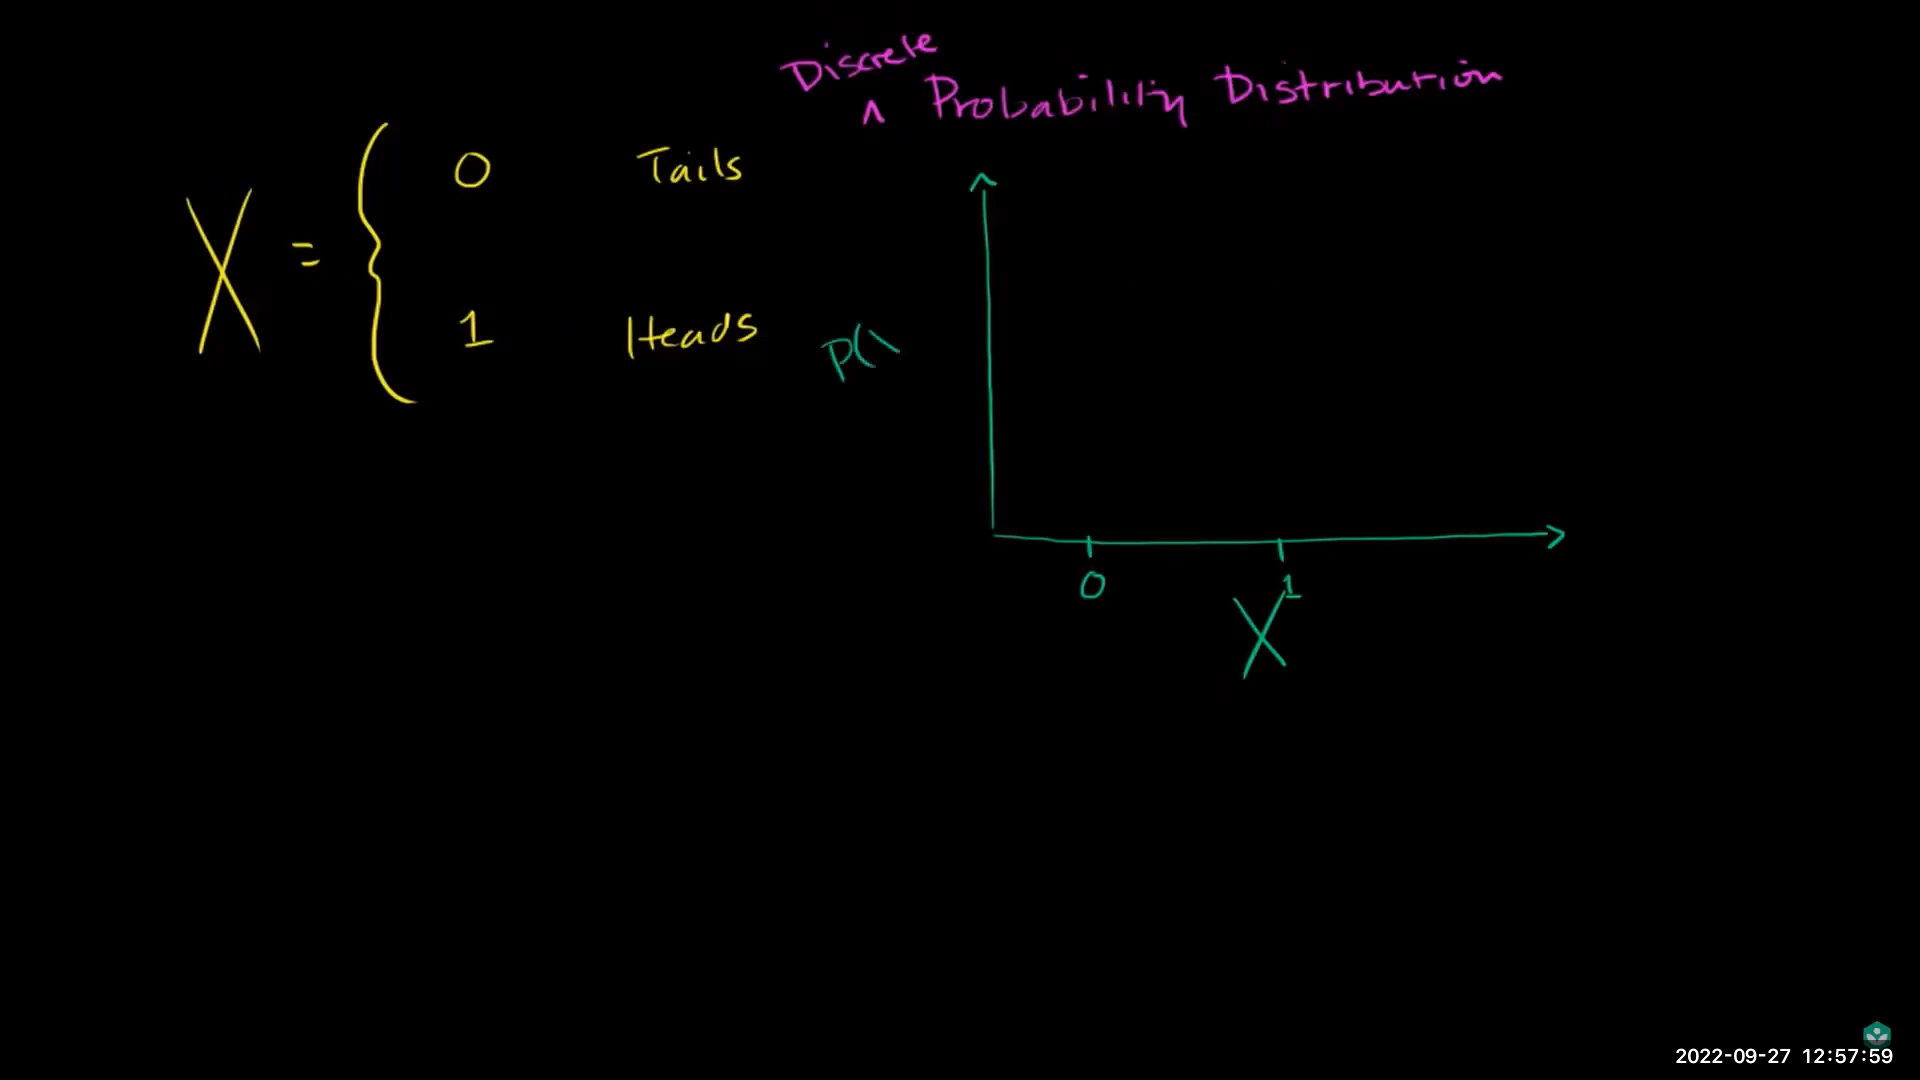 Discrete
^ Probability Distribution
X = { 0 Tails
1 Heads
P(\
0 1
X
2022-09-27 12:57:59